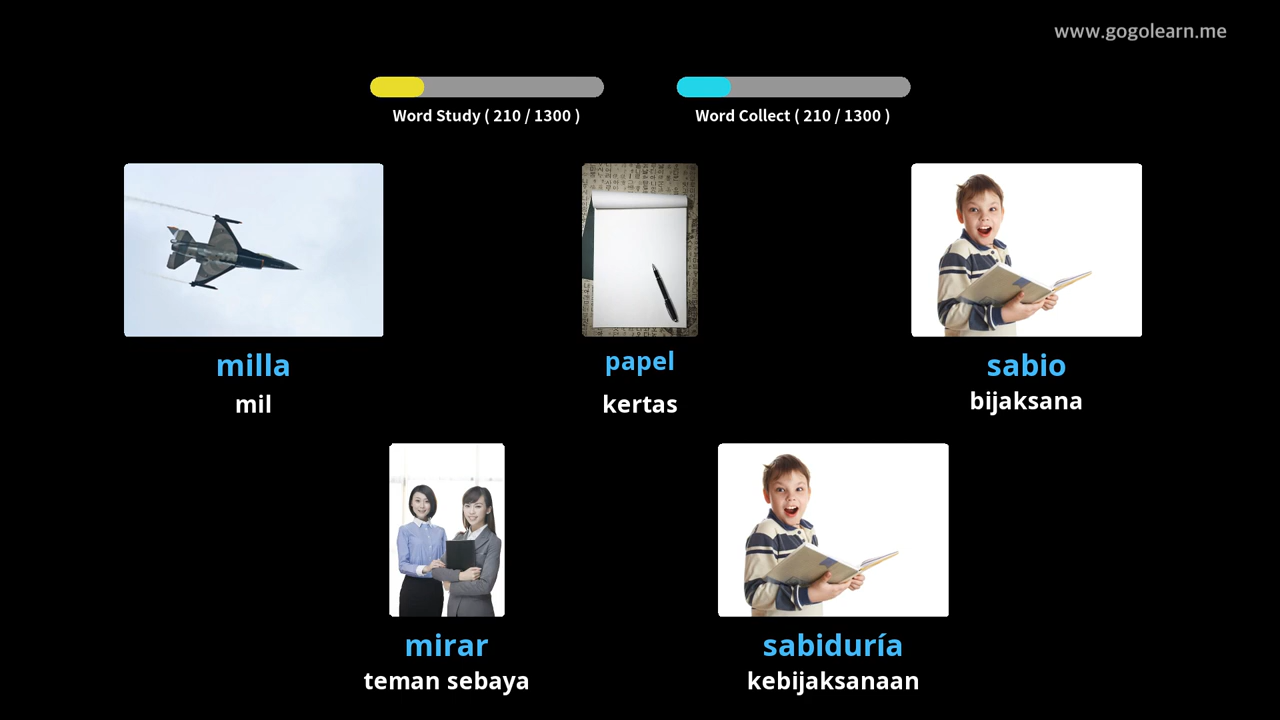 www.gogolearn.me
Word Study ( 210 / 1300 )
Word Collect ( 210 / 1300 )
milla
mil
papel
kertas
sabio
bijaksana
mirar
teman sebaya
sabiduría
kebijaksanaan